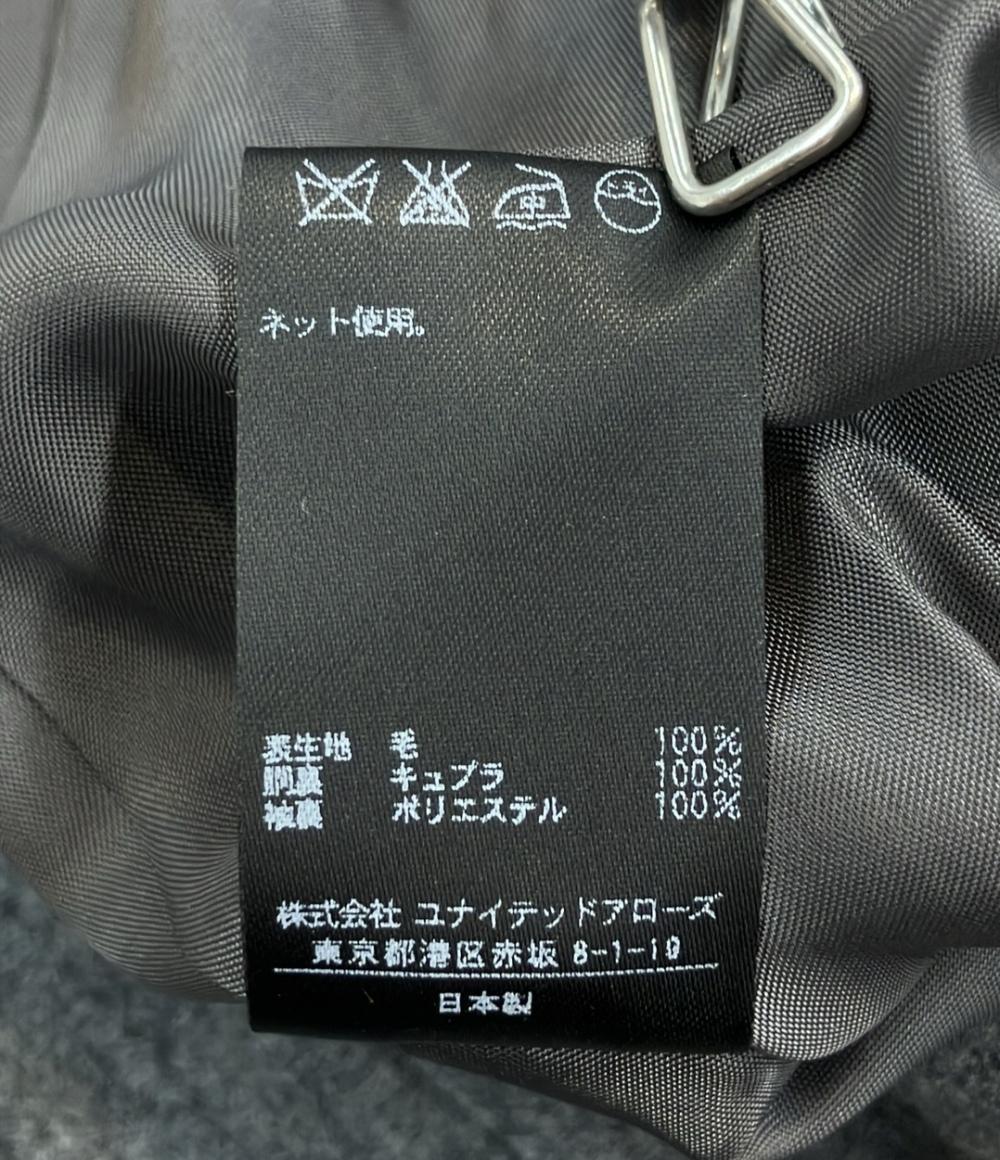 中
ネット使用。
表生地 毛 100%
胴裏 キュプラ 100%
袖裏 ポリエステル 100%
株式会社 ユナイテッドアローズ
東京都港区赤坂 8-1-19
日本製